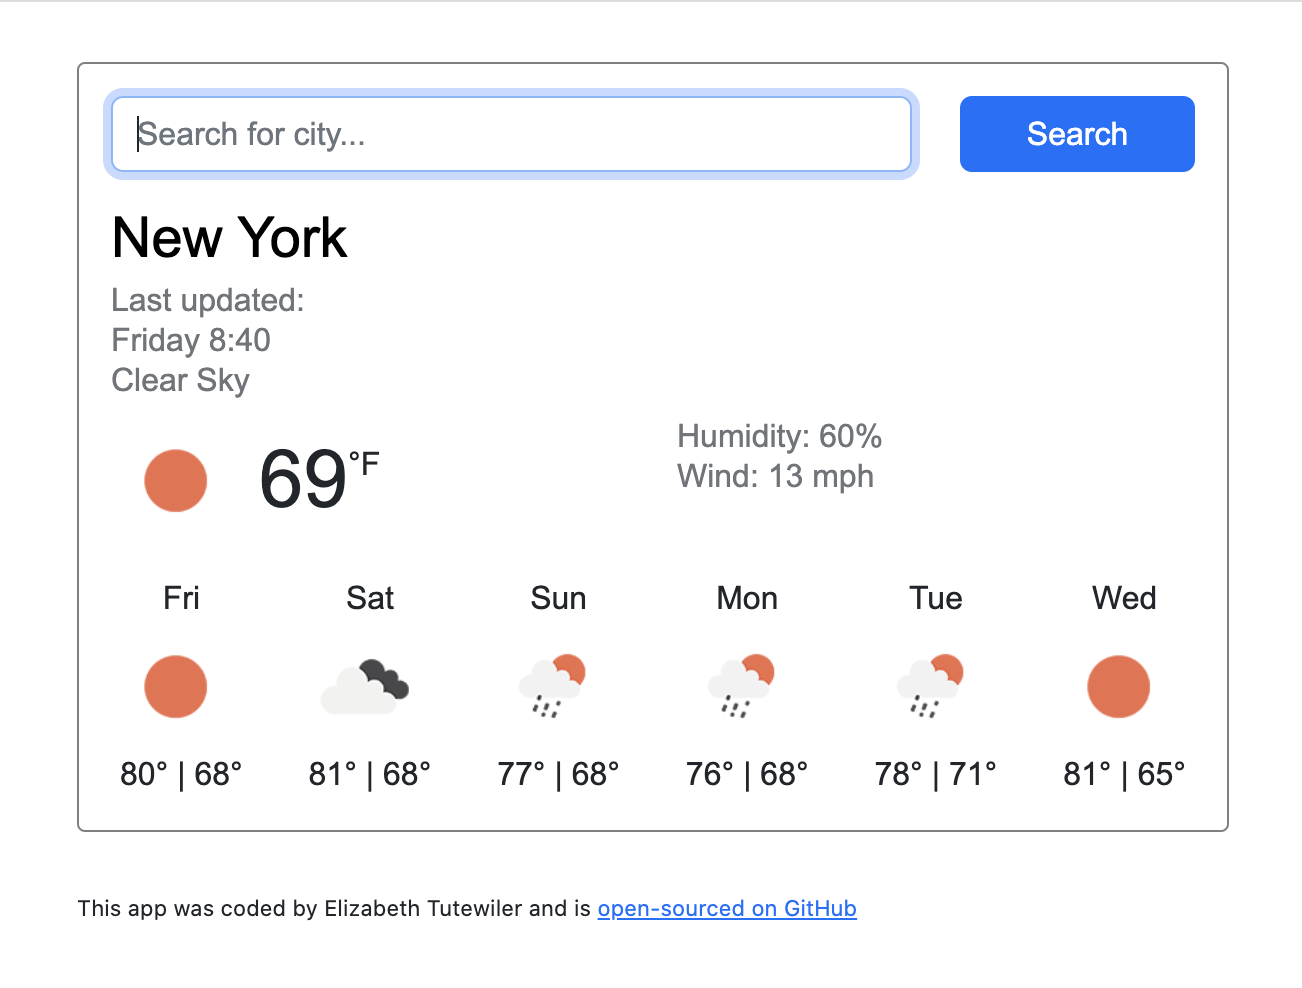 Search for city...
Search
New York
Last updated:
Friday 8:40
Clear Sky
69°F
Humidity: 60%
Wind: 13 mph
Fri Sat Sun Mon Tue Wed
80° | 68° 81° | 68° 77° | 68° 76° | 68° 78° | 71° 81° | 65°
This app was coded by Elizabeth Tutewiler and is open-sourced on GitHub